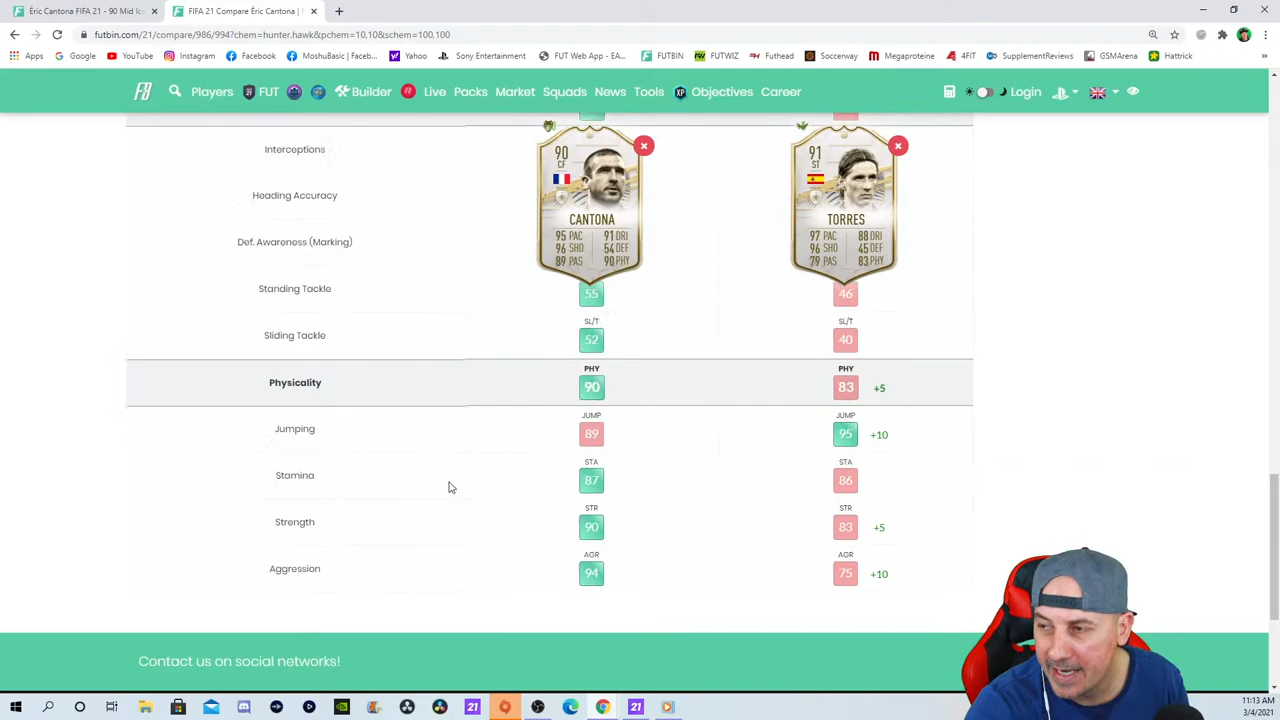 Éric Cantona FIFA 21 - 90 Mid Ico
FIFA 21 Compare Éric Cantona |
futbin.com/21/compare/986/994?chem=hunter.hawk&pchem=10.10&schem=100.100
Apps Google YouTube Instagram Facebook MoshuBasic | Faceb... Yahoo Sony Entertainment FUT Web App - EA... FUTBIN FUTWIZ Futhead Soccerway Megaproteine 4FIT SupplementReviews GSMArena Hattrick
Players FUT Builder Live Packs Market Squads News Tools XP Objectives Career Login
Interceptions
90 CF
CANTONA
95 PAC 91 DRI
96 SHO 54 DEF
89 PAS 90 PHY
91 ST
TORRES
97 PAC 88 DRI
96 SHO 45 DEF
79 PAS 83 PHY
Heading Accuracy
Def. Awareness (Marking)
Standing Tackle 55 46
SL/T SL/T
Sliding Tackle 52 40
PHY PHY
Physicality 90 83 +5
JUMP JUMP
Jumping 89 95 +10
STA STA
Stamina 87 86
STR STR
Strength 90 83 +5
AGR AGR
Aggression 94 75 +10
Contact us on social networks!
21 21
11:13 AM
3/4/2021